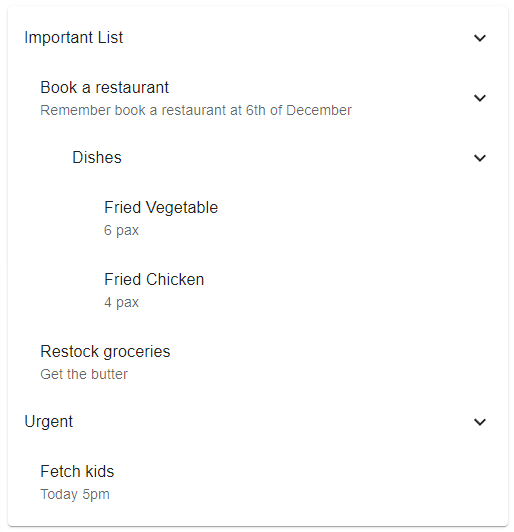 Important List
Book a restaurant
Remember book a restaurant at 6th of December
Dishes
Fried Vegetable
6 pax
Fried Chicken
4 pax
Restock groceries
Get the butter
Urgent
Fetch kids
Today 5pm